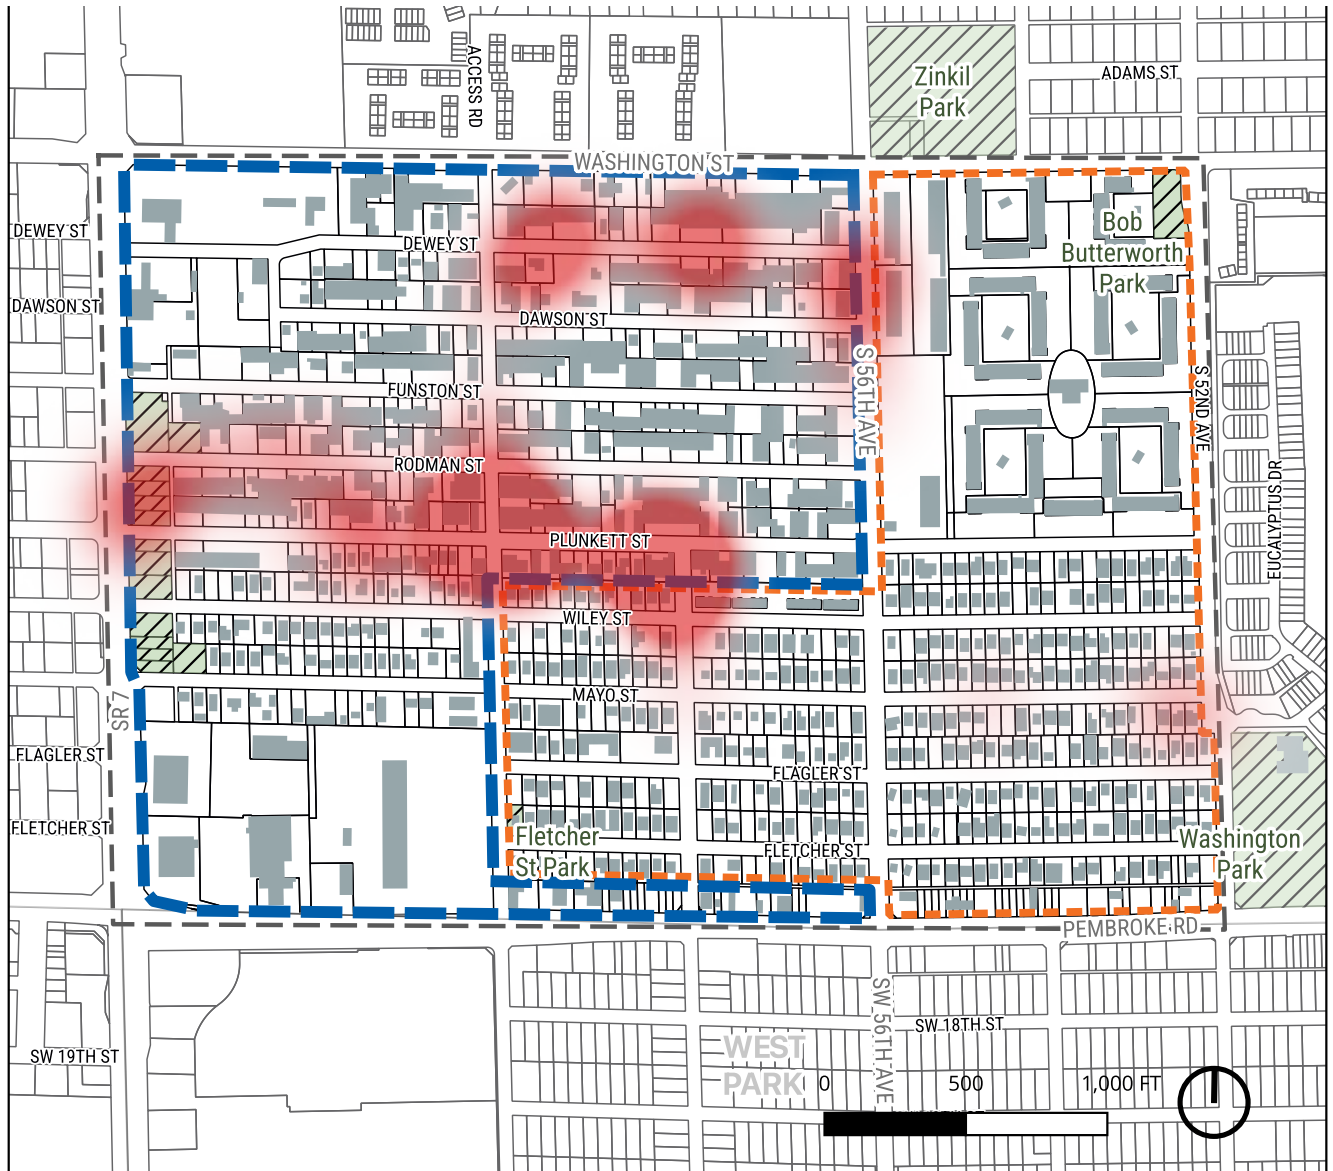 ACCESS RD
Zinkil
Park
ADAMS ST
WASHINGTON ST
DEWEY ST
DEWEY ST
Bob
Butterworth
Park
DAWSON ST
DAWSON ST
S 56TH AVE
S 52ND AVE
FUNSTON ST
RODMAN ST
EUCALYPTUS DR
PLUNKETT ST
WILEY ST
MAYO ST
SR 7
FLAGLER ST
FLAGLER ST
FLETCHER ST
Fletcher
St Park
FLETCHER ST
Washington
Park
PEMBROKE RD
SW 56TH AVE
SW 18TH ST
WEST
PARK
SW 19TH ST
0 500 1,000 FT